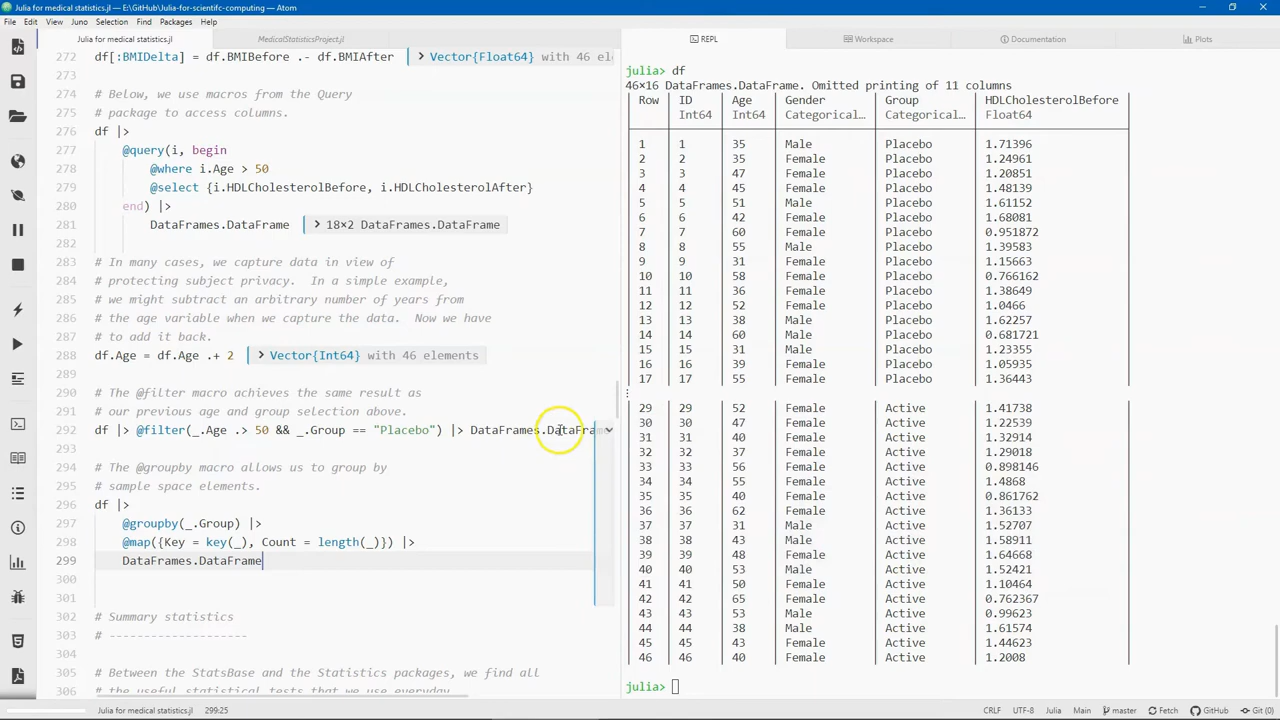 Julia for medical statistics.jl — E:\GitHub\Julia-for-scientifc-computing — Atom
File Edit View Juno Selection Find Packages Help
Julia for medical statistics.jl
MedicalStatisticsProject.jl
272 df[:BMIDelta] = df.BMIBefore .- df.BMIAfter > Vector{Float64} with 46 el
273
274 # Below, we use macros from the Query
275 # package to access columns.
276 df |>
277 @query(i, begin
278 @where i.Age > 50
279 @select {i.HDLCholesterolBefore, i.HDLCholesterolAfter}
280 end) |>
281 DataFrames.DataFrame > 18×2 DataFrames.DataFrame
282
283 # In many cases, we capture data in view of
284 # protecting subject privacy. In a simple example,
285 # we might subtract an arbitrary number of years from
286 # the age variable when we capture the data. Now we have
287 # to add it back.
288 df.Age = df.Age .+ 2 > Vector{Int64} with 46 elements
289
290 # The @filter macro achieves the same result as
291 # our previous age and group selection above.
292 df |> @filter(_.Age .> 50 && _.Group == "Placebo") |> DataFrames.DataFram
293
294 # The @groupby macro allows us to group by
295 # sample space elements.
296 df |>
297 @groupby(_.Group) |>
298 @map({Key = key(_), Count = length(_)}) |>
299 DataFrames.DataFrame
300
301
302 # Summary statistics
303 # --------------------
304
305 # Between the StatsBase and the Statistics packages, we find all
306 # the useful statistical tests that we use everyday
Julia for medical statistics.jl 299:25
REPL
Workspace
Documentation
Plots
julia> df
46×16 DataFrames.DataFrame. Omitted printing of 11 columns
Row ID Age Gender Group HDLCholesterolBefore
Int64 Int64 Categorical… Categorical… Float64
1 1 35 Male Placebo 1.71396
2 2 35 Female Placebo 1.24961
3 3 47 Female Placebo 1.20851
4 4 45 Female Placebo 1.48139
5 5 51 Male Placebo 1.61152
6 6 42 Female Placebo 1.68081
7 7 60 Female Placebo 0.951872
8 8 55 Male Placebo 1.39583
9 9 31 Female Placebo 1.15663
10 10 58 Female Placebo 0.766162
11 11 36 Female Placebo 1.38649
12 12 52 Female Placebo 1.0466
13 13 38 Male Placebo 1.62257
14 14 60 Male Placebo 0.681721
15 15 31 Male Placebo 1.23355
16 16 39 Female Placebo 1.05935
17 17 55 Female Placebo 1.36443
⋮
29 29 52 Female Active 1.41738
30 30 47 Female Active 1.22539
31 31 40 Female Active 1.32914
32 32 37 Female Active 1.29018
33 33 56 Female Active 0.898146
34 34 55 Female Active 1.4868
35 35 40 Female Active 0.861762
36 36 62 Female Active 1.36133
37 37 31 Male Active 1.52707
38 38 43 Male Active 1.58911
39 39 48 Female Active 1.64668
40 40 53 Male Active 1.52421
41 41 50 Female Active 1.10464
42 42 65 Female Active 0.762367
43 43 53 Male Active 0.99623
44 44 38 Male Active 1.61574
45 45 43 Female Active 1.44623
46 46 40 Female Active 1.2008
julia>
CRLF UTF-8 Julia Main master Fetch GitHub Git (0)